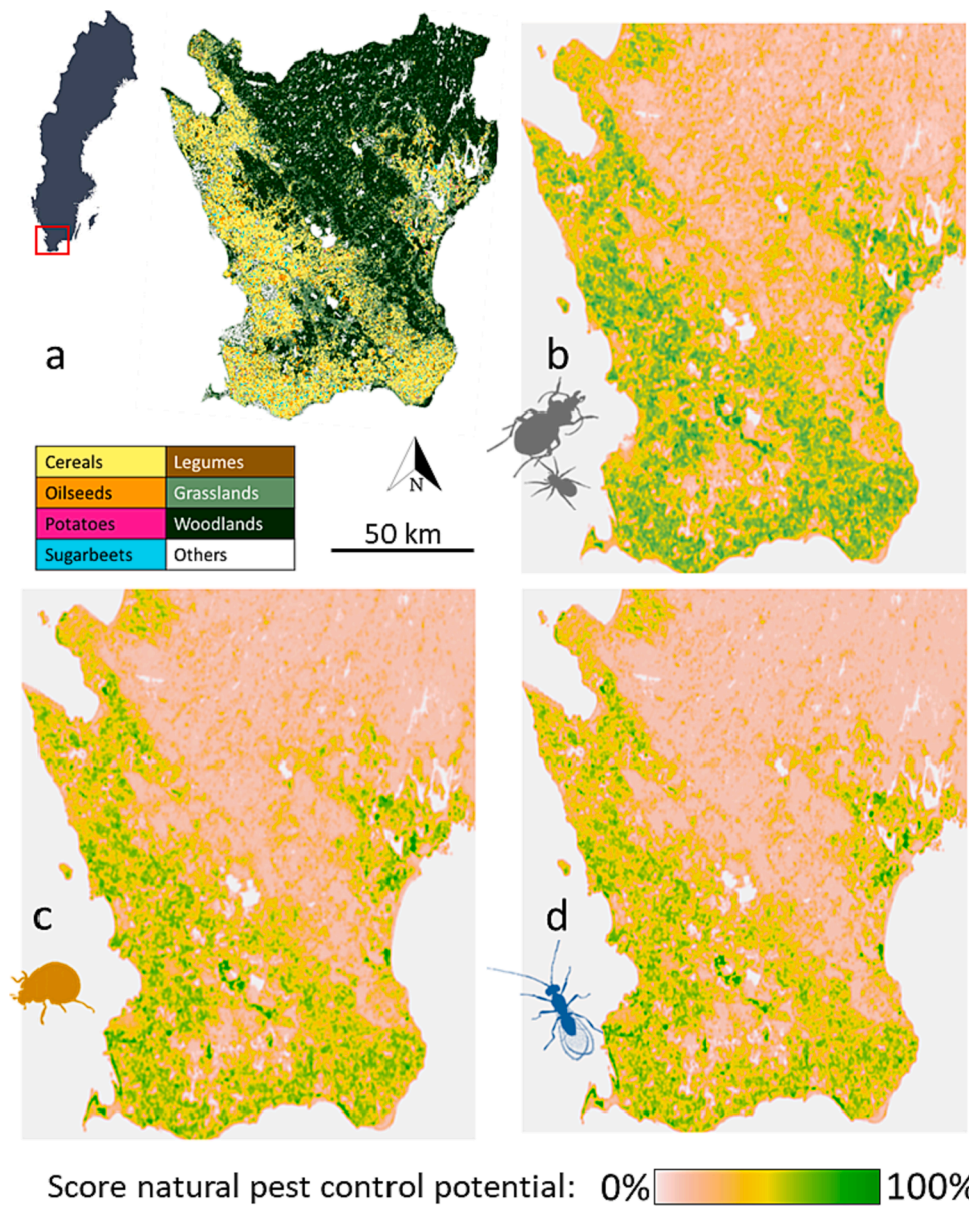 a
b
Cereals Legumes
Oilseeds Grasslands
Potatoes Woodlands
Sugarbeets Others
N
50 km
c
d
Score natural pest control potential: 0% 100%